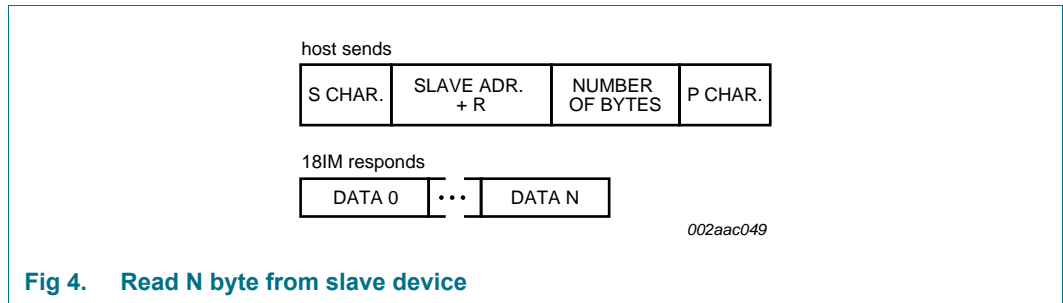 host sends
S CHAR.
SLAVE ADR.
+ R
NUMBER
OF BYTES
P CHAR.
18IM responds
DATA 0
•••
DATA N
002aac049
Fig 4. Read N byte from slave device